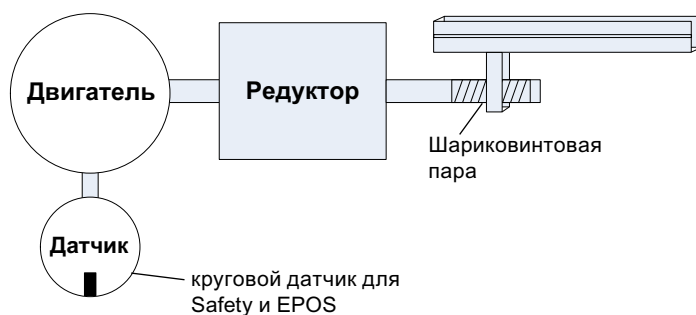 Двигатель
Редуктор
Шариковинтовая
пара
Датчик
круговой датчик для
Safety и EPOS